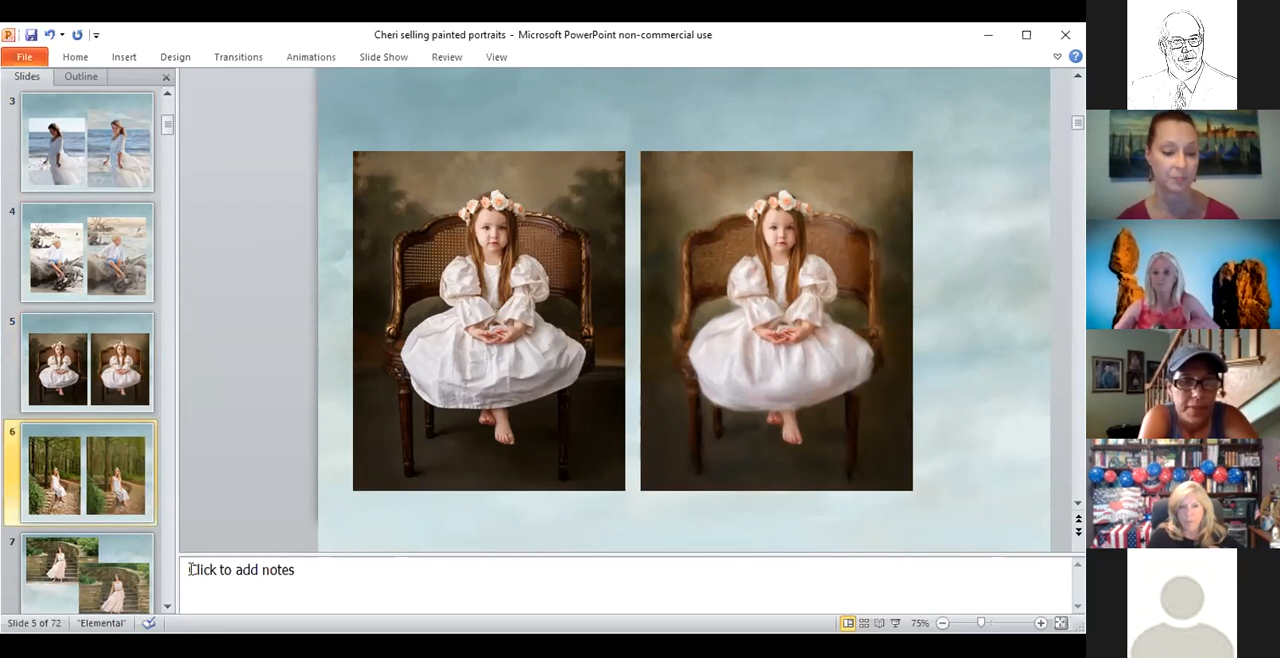 Cheri selling painted portraits - Microsoft PowerPoint non-commercial use
File Home Insert Design Transitions Animations Slide Show Review View
Slides Outline
3
4
5
6
7
Click to add notes
Slide 5 of 72 "Elemental" 75%